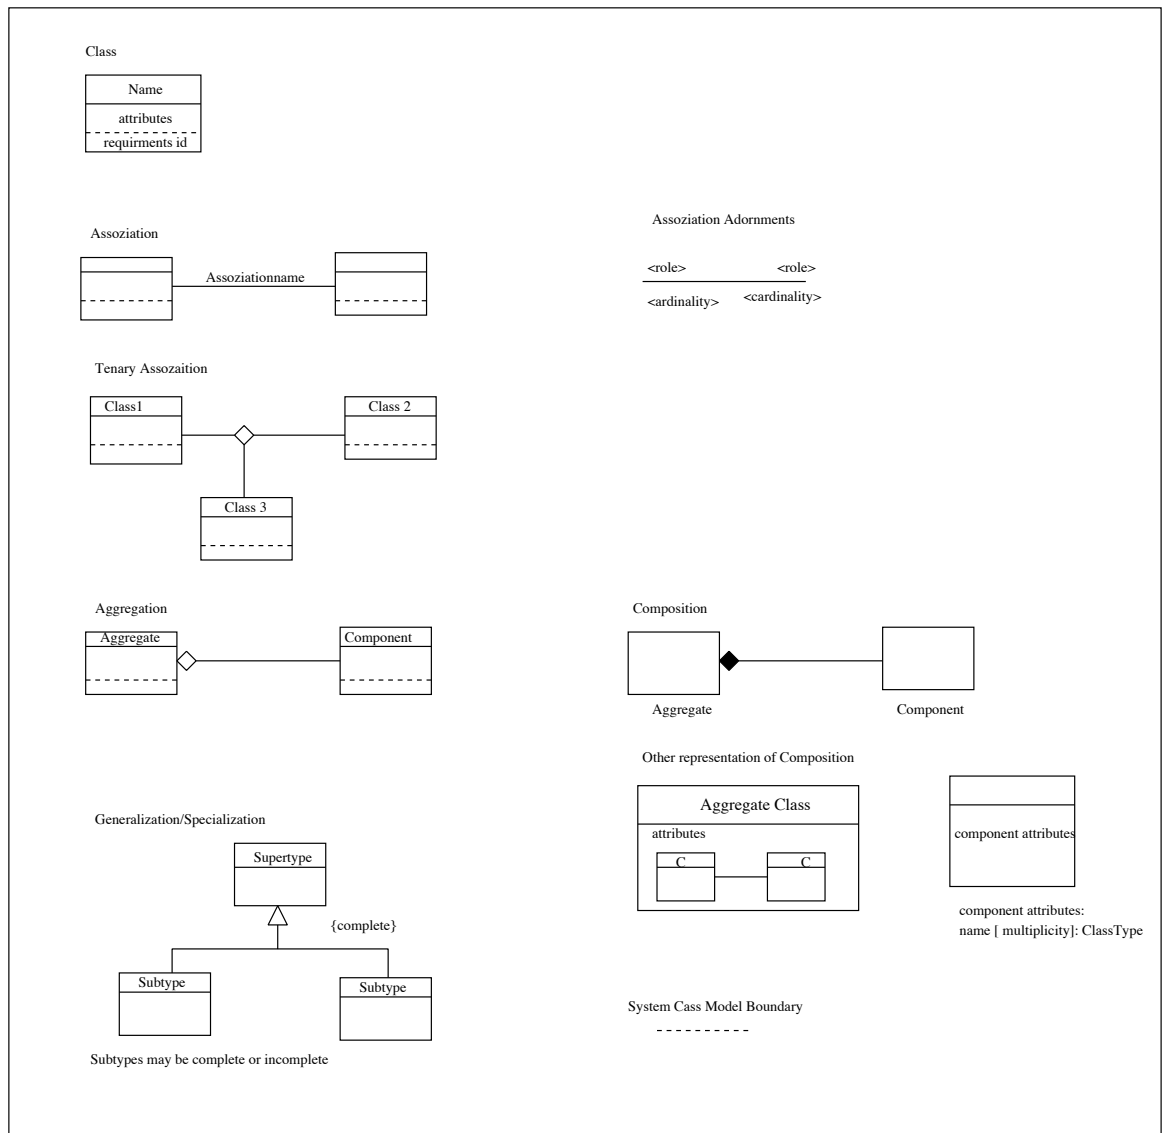 Class
Name
attributes
requirments id
Assoziation
Assoziationname
Assoziation Adornments
<role> <role>
<ardinality> <cardinality>
Tenary Assozaition
Class1
Class 2
Class 3
Aggregation
Aggregate
Component
Composition
Aggregate
Component
Other representation of Composition
Aggregate Class
attributes
C
C
component attributes
component attributes:
name [ multiplicity]: ClassType
Generalization/Specialization
Supertype
{complete}
Subtype
Subtype
Subtypes may be complete or incomplete
System Cass Model Boundary